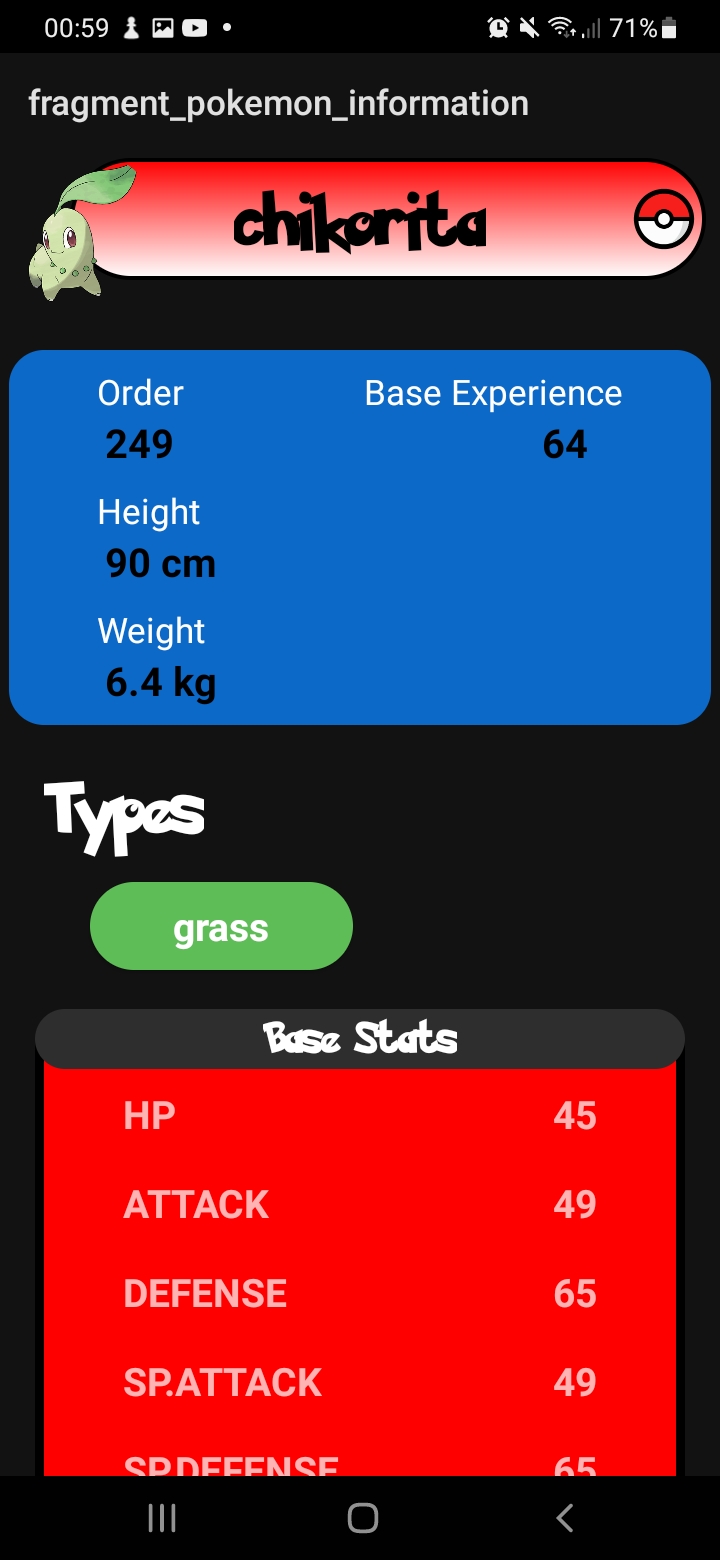 00:59 71%
fragment_pokemon_information
chikorita
Order Base Experience
249 64
Height
90 cm
Weight
6.4 kg
Types
grass
Base Stats
HP 45
ATTACK 49
DEFENSE 65
SP.ATTACK 49
SP.DEFENSE 65